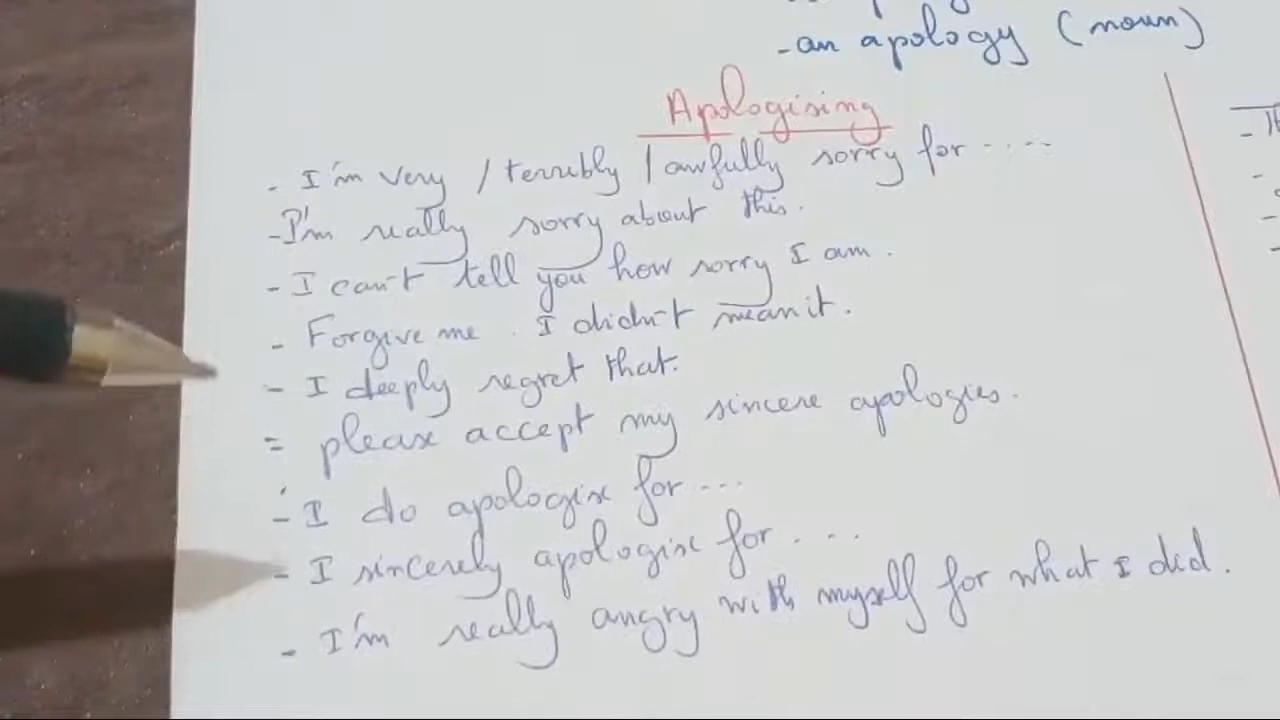 - an apology (noun)
Apologising
- I'm very / terribly / awfully sorry for ....
- I'm really sorry about this.
- I can't tell you how sorry I am.
- Forgive me. I didn't mean it.
- I deeply regret that.
= please accept my sincere apologies.
- I do apologise for ...
- I sincerely apologise for ....
- I'm really angry with myself for what I did.